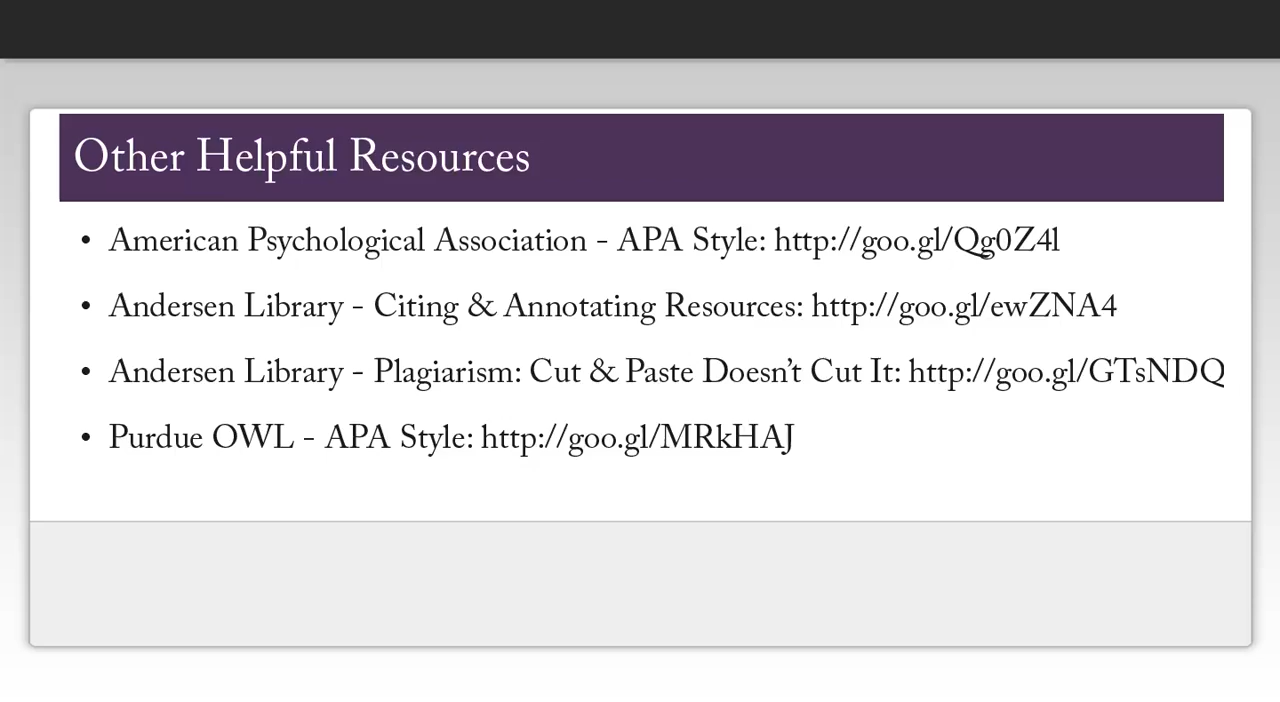 Other Helpful Resources
• American Psychological Association - APA Style: http://goo.gl/Qg0Z4l
• Andersen Library - Citing & Annotating Resources: http://goo.gl/ewZNA4
• Andersen Library - Plagiarism: Cut & Paste Doesn’t Cut It: http://goo.gl/GTsNDQ
• Purdue OWL - APA Style: http://goo.gl/MRkHAJ